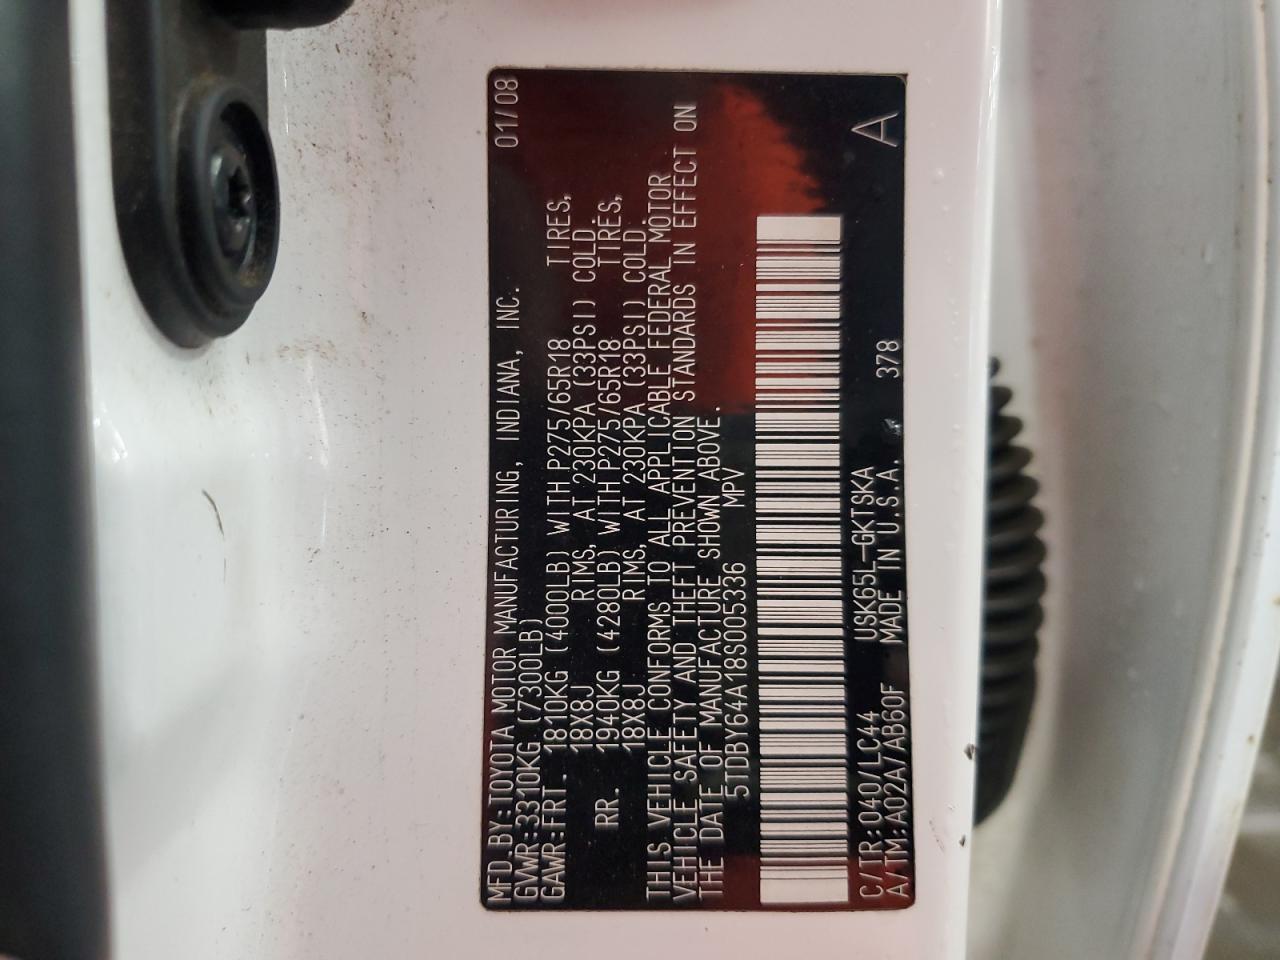 MFD.BY:TOYOTA MOTOR MANUFACTURING, INDIANA, INC. 01/08
GVWR:3310KG(7300LB)
GAWR:FRT. 1810KG (4000LB) WITH P275/65R18 TIRES,
18X8J RIMS, AT 230KPA (33PSI) COLD.
RR. 1940KG (4280LB) WITH P275/65R18 TIRES,
18X8J RIMS, AT 230KPA (33PSI) COLD.
THIS VEHICLE CONFORMS TO ALL APPLICABLE FEDERAL MOTOR
VEHICLE SAFETY AND THEFT PREVENTION STANDARDS IN EFFECT ON
THE DATE OF MANUFACTURE SHOWN ABOVE.
5TDBY64A18S005336 MPV
C/TR:040/LC44 USK65L-GKTSKA A
A/TM:A02A/AB60F MADE IN U.S.A. 378